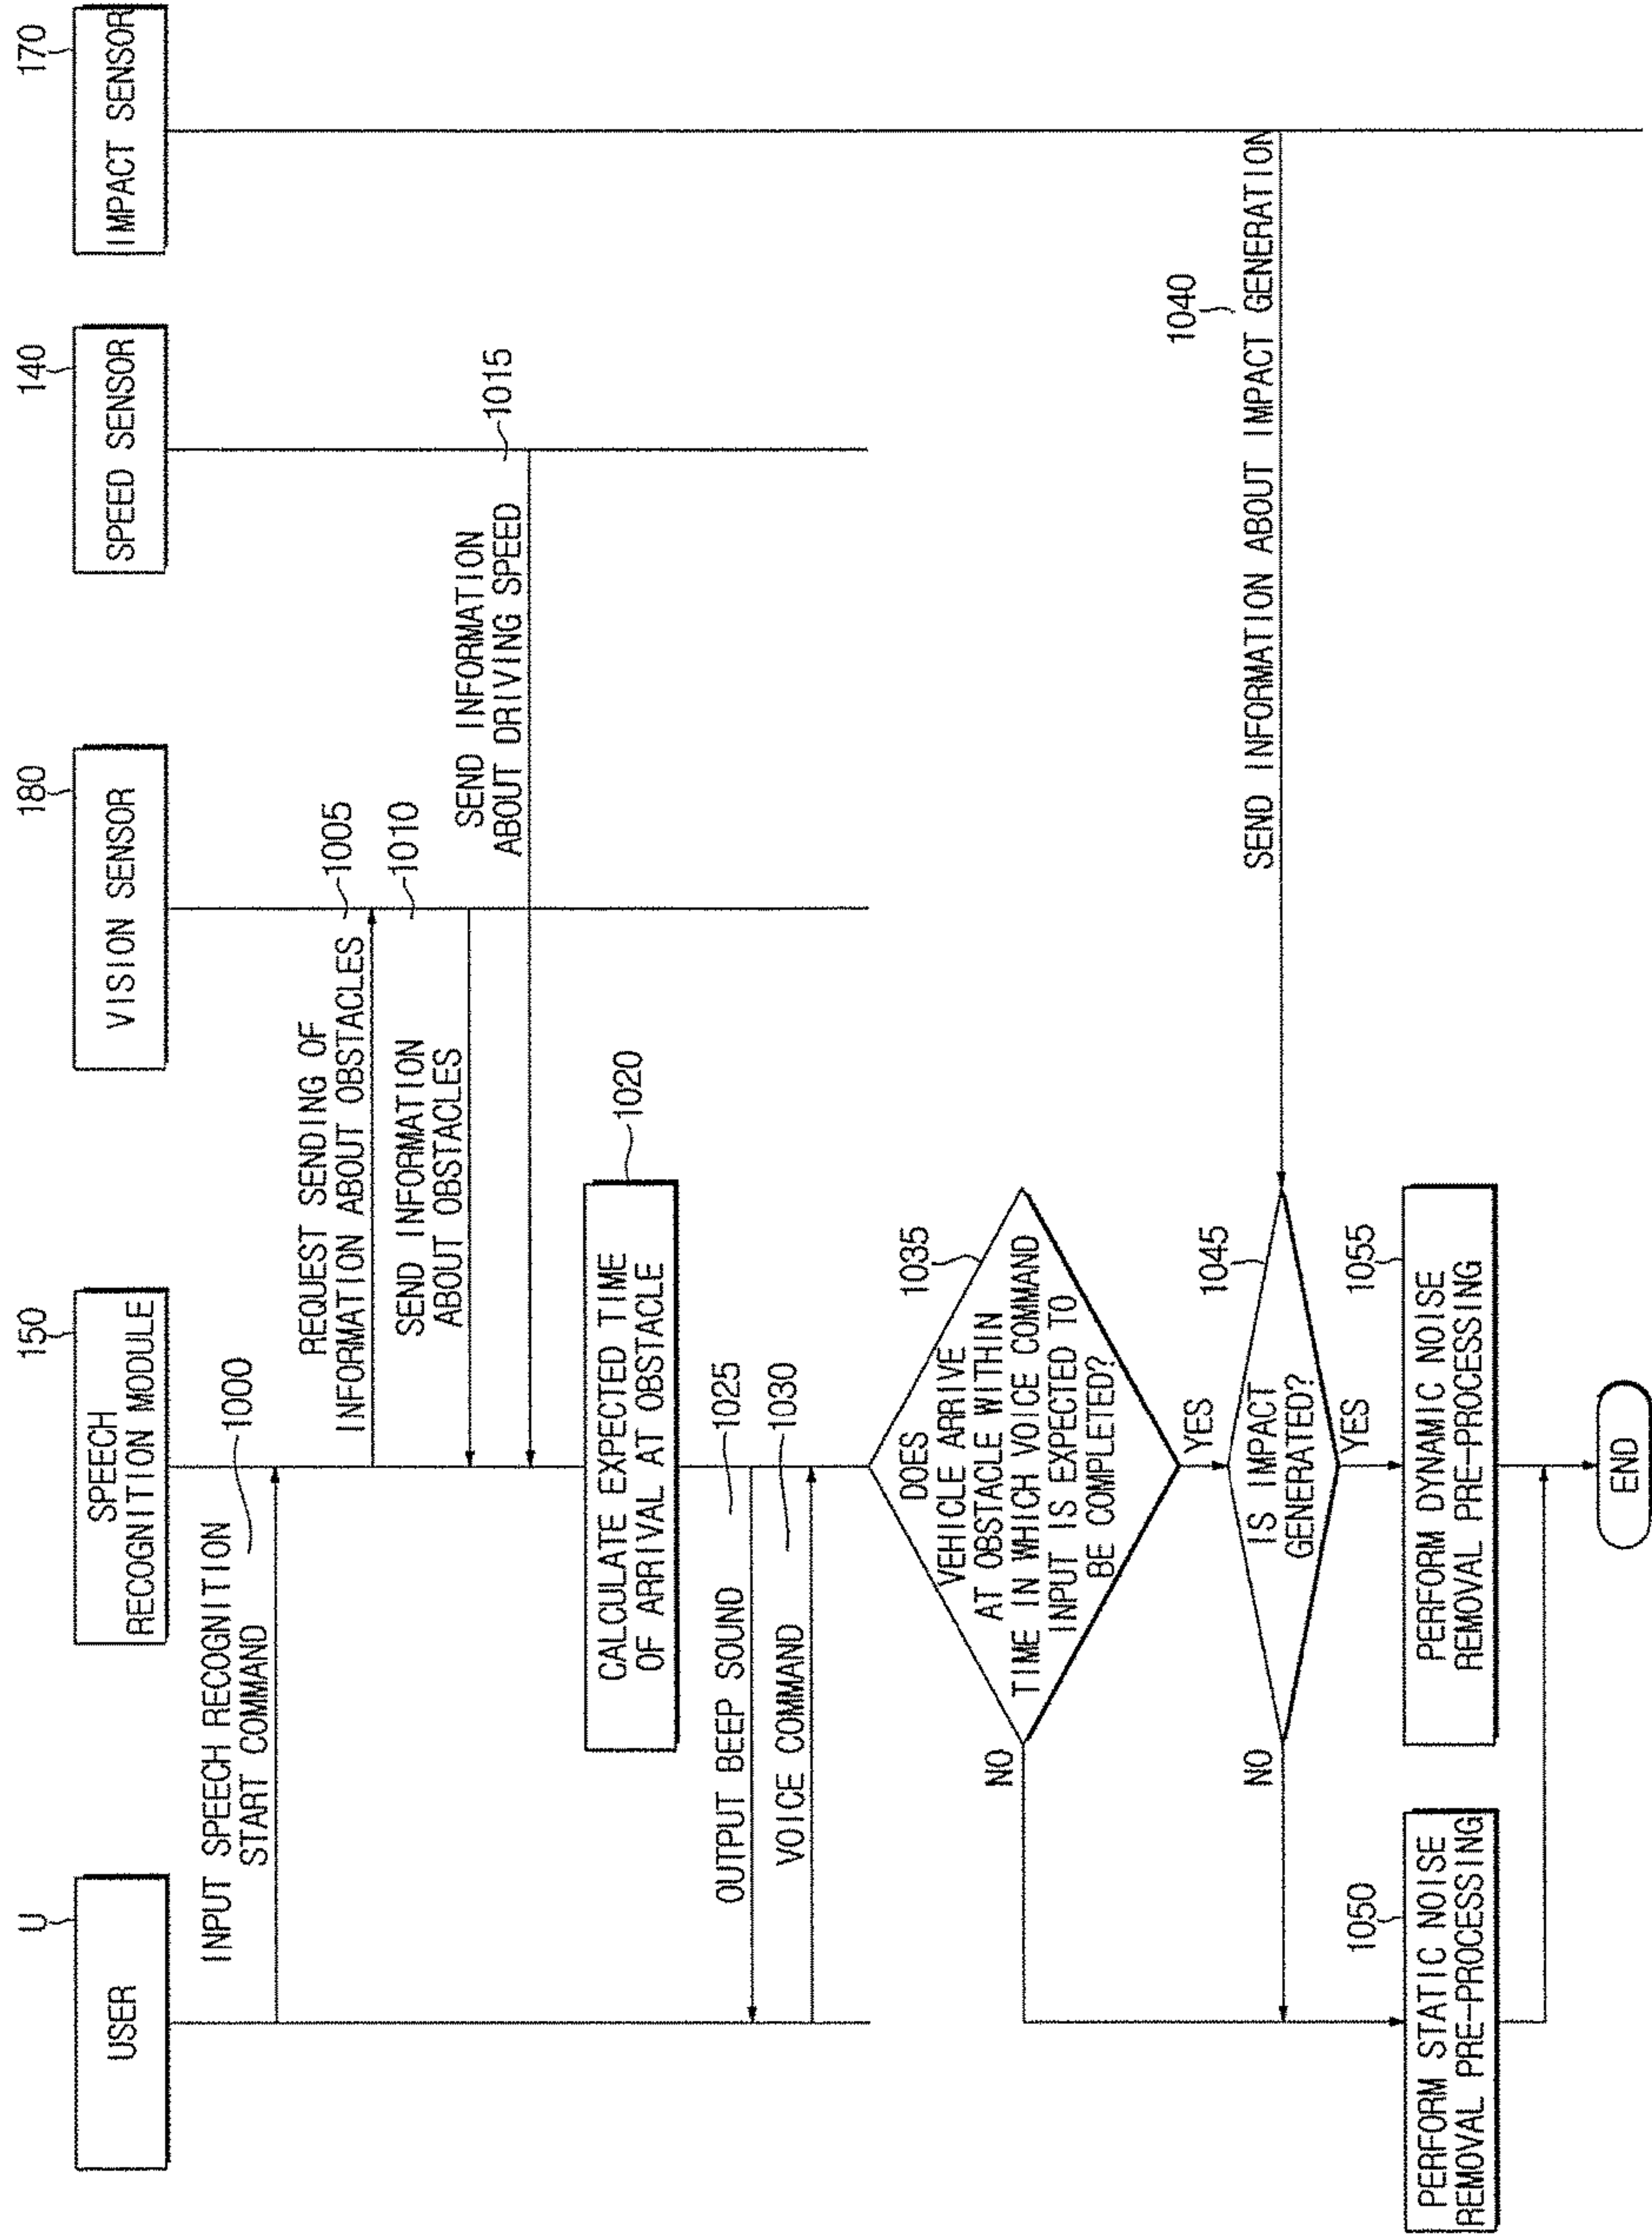 U
USER
150
SPEECH
RECOGNITION MODULE
180
VISION SENSOR
140
SPEED SENSOR
170
IMPACT SENSOR
INPUT SPEECH RECOGNITION
START COMMAND
1000
REQUEST SENDING OF
INFORMATION ABOUT OBSTACLES
1005
SEND INFORMATION
ABOUT OBSTACLES
1010
SEND INFORMATION
ABOUT DRIVING SPEED
1015
CALCULATE EXPECTED TIME
OF ARRIVAL AT OBSTACLE
1020
OUTPUT BEEP SOUND
1025
VOICE COMMAND
1030
DOES
VEHICLE ARRIVE
AT OBSTACLE WITHIN
TIME IN WHICH VOICE COMMAND
INPUT IS EXPECTED TO
BE COMPLETED?
1035
NO
YES
SEND INFORMATION ABOUT IMPACT GENERATION
1040
IS IMPACT
GENERATED?
1045
NO
YES
PERFORM STATIC NOISE
REMOVAL PRE-PROCESSING
1050
PERFORM DYNAMIC NOISE
REMOVAL PRE-PROCESSING
1055
END